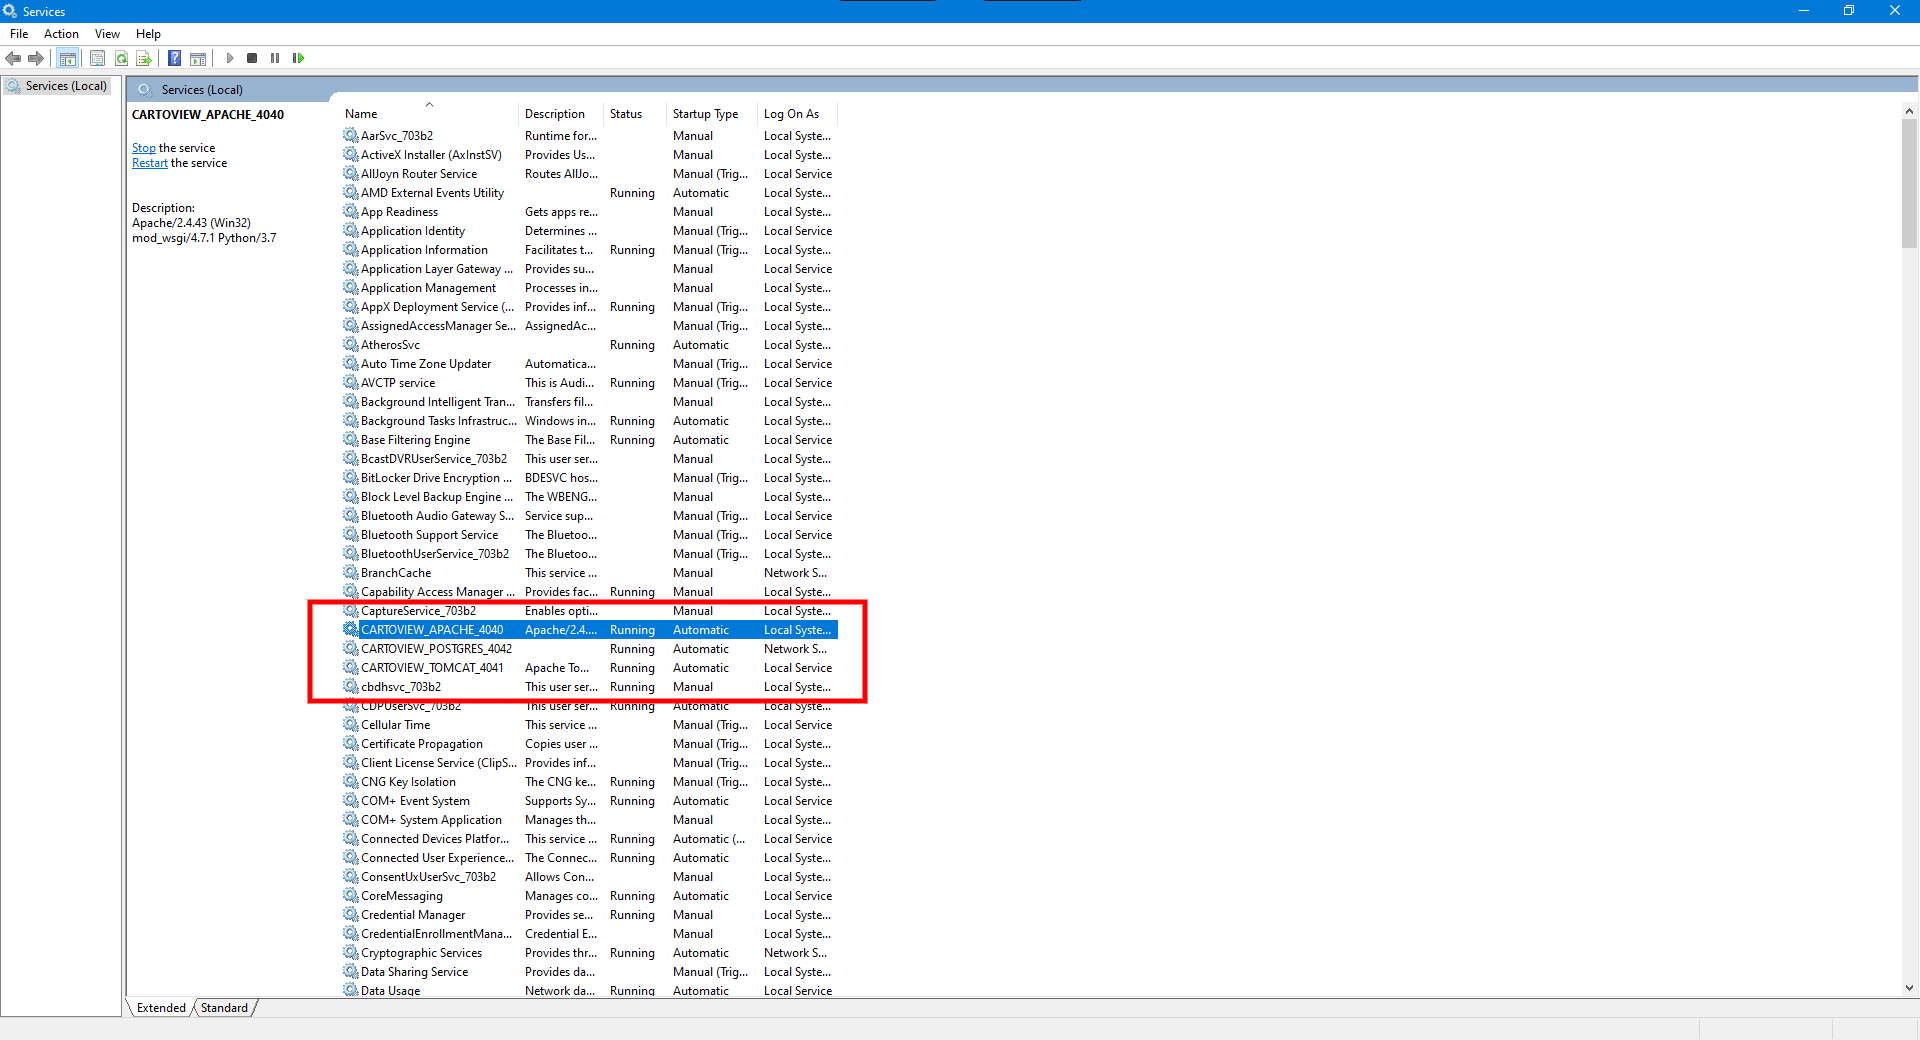 Services
File Action View Help
Services (Local)
Services (Local)
CARTOVIEW_APACHE_4040
Stop the service
Restart the service
Description:
Apache/2.4.43 (Win32)
mod_wsgi/4.7.1 Python/3.7
Name Description Status Startup Type Log On As
AarSvc_703b2 Runtime for... Manual Local Syste...
ActiveX Installer (AxInstSV) Provides Us... Manual Local Syste...
AllJoyn Router Service Routes AllJo... Manual (Trig... Local Service
AMD External Events Utility Running Automatic Local Syste...
App Readiness Gets apps re... Manual Local Syste...
Application Identity Determines ... Manual (Trig... Local Service
Application Information Facilitates t... Running Manual (Trig... Local Syste...
Application Layer Gateway ... Provides su... Manual Local Service
Application Management Processes in... Manual Local Syste...
AppX Deployment Service (... Provides inf... Running Manual (Trig... Local Syste...
AssignedAccessManager Se... AssignedAc... Manual (Trig... Local Syste...
AtherosSvc Running Automatic Local Syste...
Auto Time Zone Updater Automatica... Manual (Trig... Local Service
AVCTP service This is Audi... Running Manual (Trig... Local Service
Background Intelligent Tran... Transfers fil... Manual Local Syste...
Background Tasks Infrastruc... Windows in... Running Automatic Local Syste...
Base Filtering Engine The Base Fil... Running Automatic Local Service
BcastDVRUserService_703b2 This user ser... Manual Local Syste...
BitLocker Drive Encryption ... BDESVC hos... Manual (Trig... Local Syste...
Block Level Backup Engine ... The WBENG... Manual Local Syste...
Bluetooth Audio Gateway S... Service sup... Manual (Trig... Local Service
Bluetooth Support Service The Bluetoo... Manual (Trig... Local Service
BluetoothUserService_703b2 The Bluetoo... Manual (Trig... Local Syste...
BranchCache This service ... Manual Network S...
Capability Access Manager ... Provides fac... Running Manual Local Syste...
CaptureService_703b2 Enables opti... Manual Local Syste...
CARTOVIEW_APACHE_4040 Apache/2.4.... Running Automatic Local Syste...
CARTOVIEW_POSTGRES_4042 Running Automatic Network S...
CARTOVIEW_TOMCAT_4041 Apache To... Running Automatic Local Service
cbdhsvc_703b2 This user ser... Running Manual Local Syste...
CDPUserSvc_703b2 This user ser... Running Automatic Local Syste...
Cellular Time This service ... Manual (Trig... Local Service
Certificate Propagation Copies user ... Manual (Trig... Local Syste...
Client License Service (ClipS... Provides inf... Manual (Trig... Local Syste...
CNG Key Isolation The CNG ke... Running Manual (Trig... Local Syste...
COM+ Event System Supports Sy... Running Automatic Local Service
COM+ System Application Manages th... Manual Local Syste...
Connected Devices Platfor... This service ... Running Automatic (... Local Service
Connected User Experience... The Connec... Running Automatic Local Syste...
ConsentUxUserSvc_703b2 Allows Con... Manual Local Syste...
CoreMessaging Manages co... Running Automatic Local Service
Credential Manager Provides se... Running Manual Local Syste...
CredentialEnrollmentMana... Credential E... Manual Local Syste...
Cryptographic Services Provides thr... Running Automatic Network S...
Data Sharing Service Provides da... Manual (Trig... Local Syste...
Data Usage Network da... Running Automatic Local Service
Extended Standard